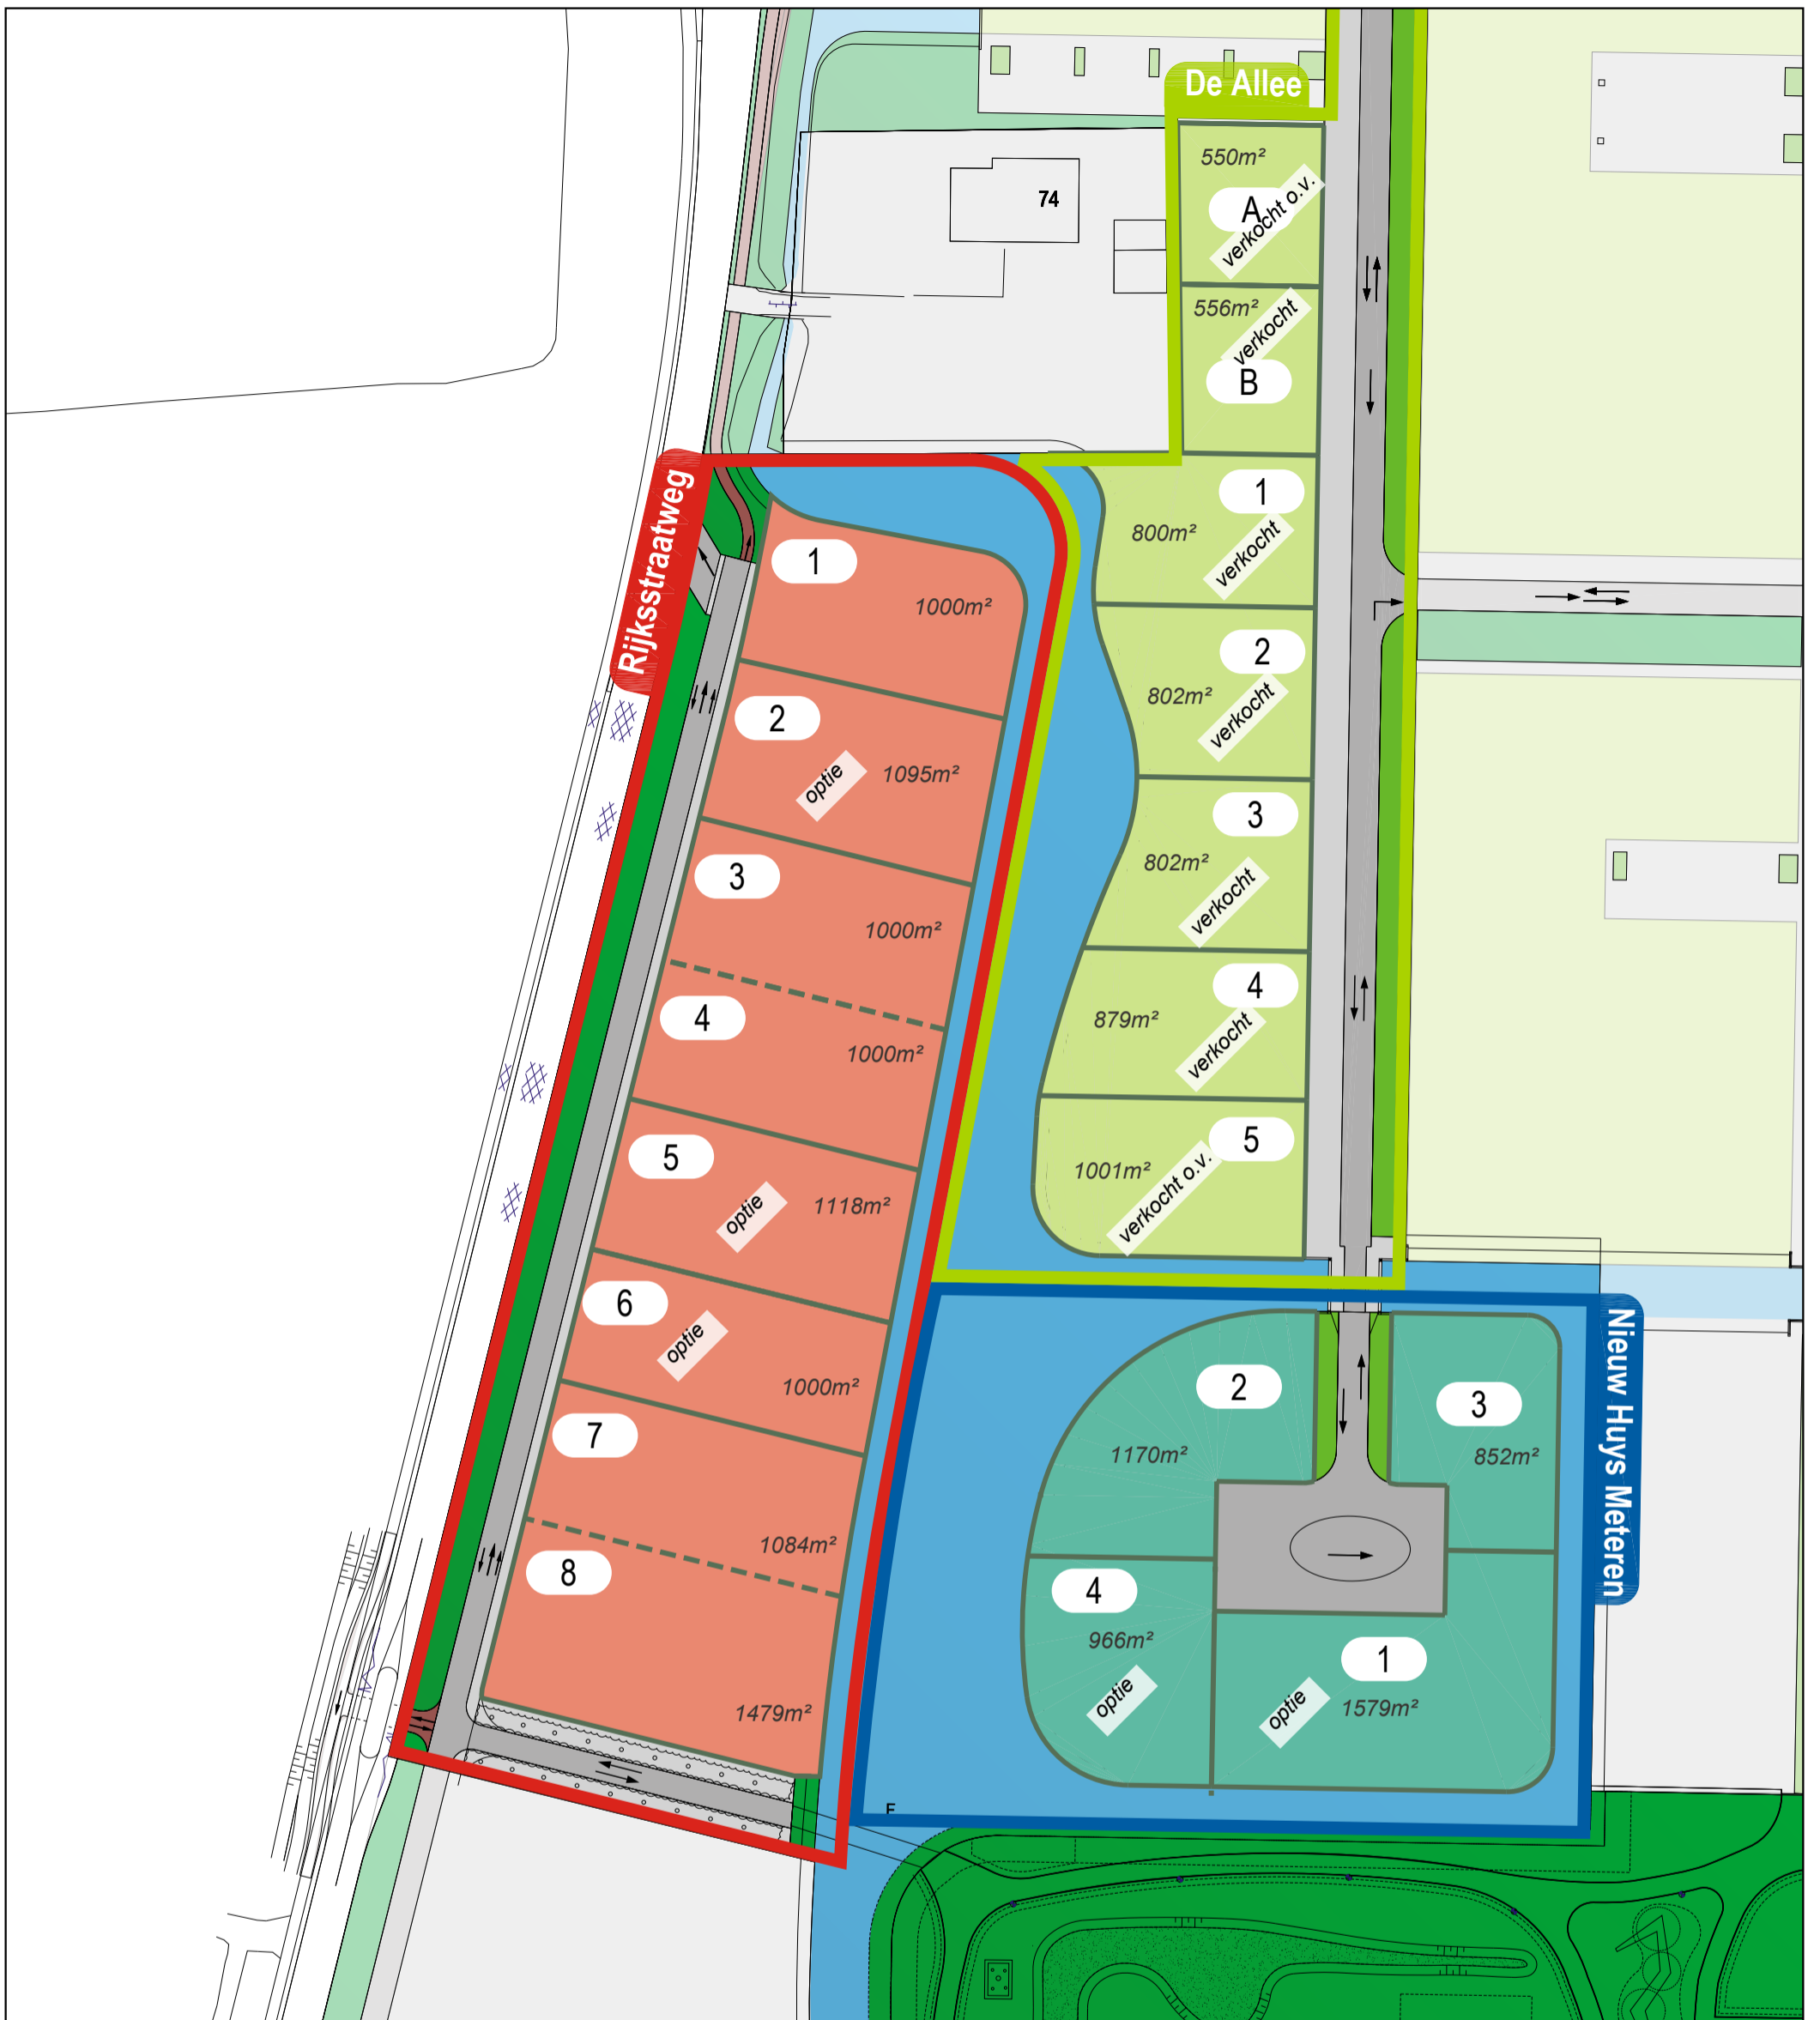 De Allee
550m²
A
verkocht o.v.
74
556m²
verkocht
B
1
800m²
verkocht
2
802m²
verkocht
3
802m²
verkocht
4
879m²
verkocht
5
1001m²
verkocht o.v.
Rijksstraatweg
1
1000m²
2
optie
1095m²
3
1000m²
4
1000m²
5
optie
1118m²
6
optie
1000m²
7
1084m²
8
1479m²
Nieuw Huys Meteren
2
1170m²
3
852m²
4
966m²
optie
1
1579m²
optie